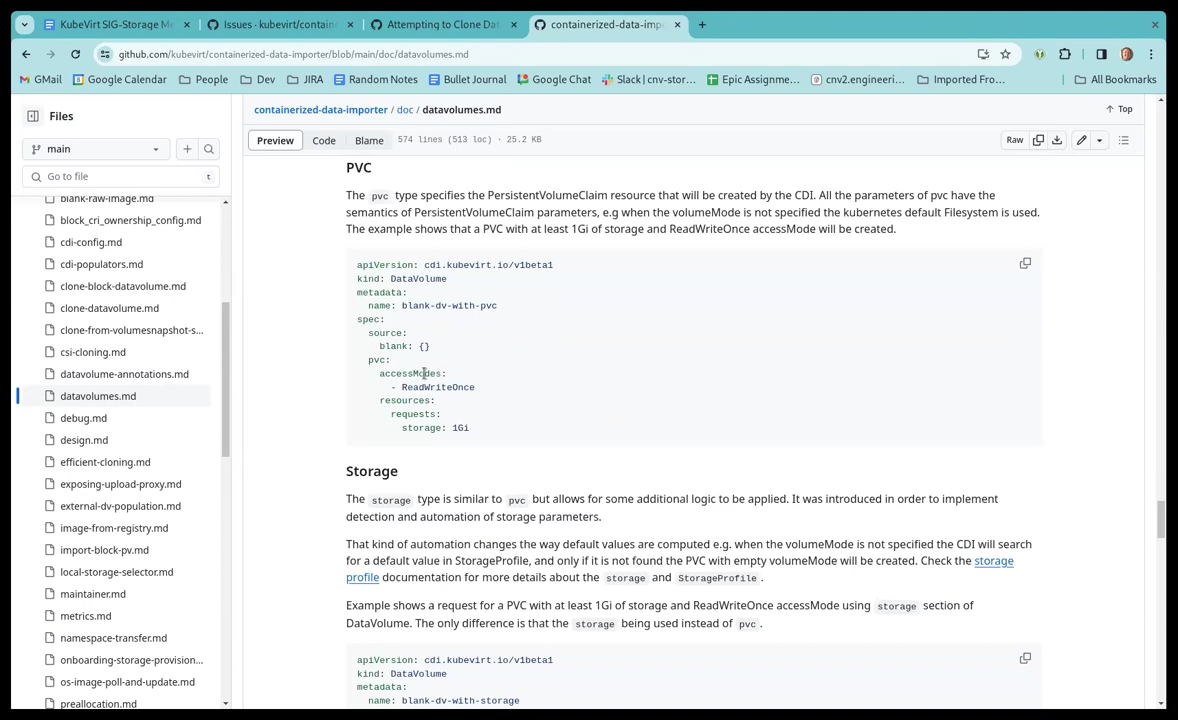 KubeVirt SIG-Storage Me
Issues · kubevirt/contain
Attempting to Clone Dat
containerized-data-impo
github.com/kubevirt/containerized-data-importer/blob/main/doc/datavolumes.md
GMail
Google Calendar
People
Dev
JIRA
Random Notes
Bullet Journal
Google Chat
Slack | cnv-stor...
Epic Assignme...
cnv2.engineeri...
Imported Fro...
All Bookmarks
Files
main
Go to file
t
blank-raw-image.md
block_cri_ownership_config.md
cdi-config.md
cdi-populators.md
clone-block-datavolume.md
clone-datavolume.md
clone-from-volumesnapshot-s...
csi-cloning.md
datavolume-annotations.md
datavolumes.md
debug.md
design.md
efficient-cloning.md
exposing-upload-proxy.md
external-dv-population.md
image-from-registry.md
import-block-pv.md
local-storage-selector.md
maintainer.md
metrics.md
namespace-transfer.md
onboarding-storage-provision...
os-image-poll-and-update.md
preallocation.md
containerized-data-importer / doc / datavolumes.md
Top
Preview
Code
Blame
574 lines (513 loc) · 25.2 KB
Raw
PVC
The pvc type specifies the PersistentVolumeClaim resource that will be created by the CDI. All the parameters of pvc have the
semantics of PersistentVolumeClaim parameters, e.g when the volumeMode is not specified the kubernetes default Filesystem is used.
The example shows that a PVC with at least 1Gi of storage and ReadWriteOnce accessMode will be created.
apiVersion: cdi.kubevirt.io/v1beta1
kind: DataVolume
metadata:
name: blank-dv-with-pvc
spec:
source:
blank: {}
pvc:
accessModes:
- ReadWriteOnce
resources:
requests:
storage: 1Gi
Storage
The storage type is similar to pvc but allows for some additional logic to be applied. It was introduced in order to implement
detection and automation of storage parameters.
That kind of automation changes the way default values are computed e.g. when the volumeMode is not specified the CDI will search
for a default value in StorageProfile, and only if it is not found the PVC with empty volumeMode will be created. Check the storage
profile documentation for more details about the storage and StorageProfile.
Example shows a request for a PVC with at least 1Gi of storage and ReadWriteOnce accessMode using storage section of
DataVolume. The only difference is that the storage being used instead of pvc.
apiVersion: cdi.kubevirt.io/v1beta1
kind: DataVolume
metadata:
name: blank-dv-with-storage